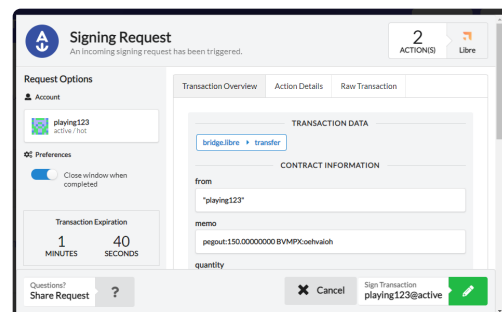 Signing Request
An incoming signing request has been triggered.
2
ACTION(S)
Libre
Request Options
Account
playing123
active / hot
Preferences
Close window when
completed
Transaction Expiration
1
MINUTES
40
SECONDS
Transaction Overview
Action Details
Raw Transaction
TRANSACTION DATA
bridge.libre transfer
CONTRACT INFORMATION
from
"playing123"
memo
pegout:150.00000000 BVMPX:oehvaioh
quantity
Questions?
Share Request
?
Cancel
Sign Transaction
playing123@active